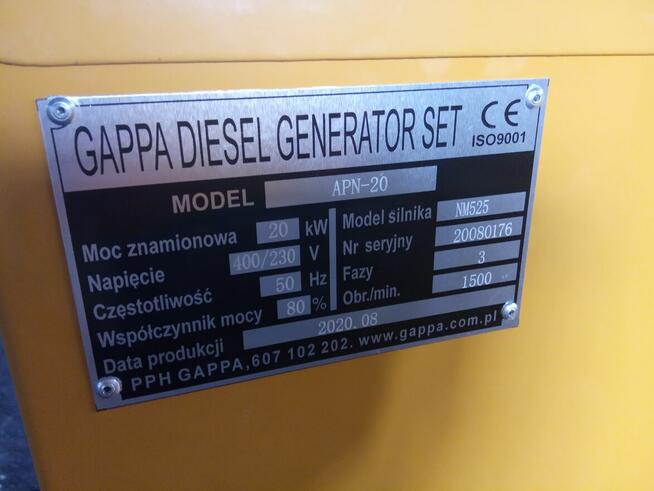 GAPPA DIESEL GENERATOR SET CE
ISO9001
MODEL APN-20
Moc znamionowa 20 kW
Napięcie 400/230 V
Częstotliwość 50 Hz
Współczynnik mocy 80 %
Model silnika NM525
Nr seryjny 20080176
Fazy 3
Obr./min. 1500
Data produkcji 2020.08
PPH GAPPA,607 102 202. www.gappa.com.pl